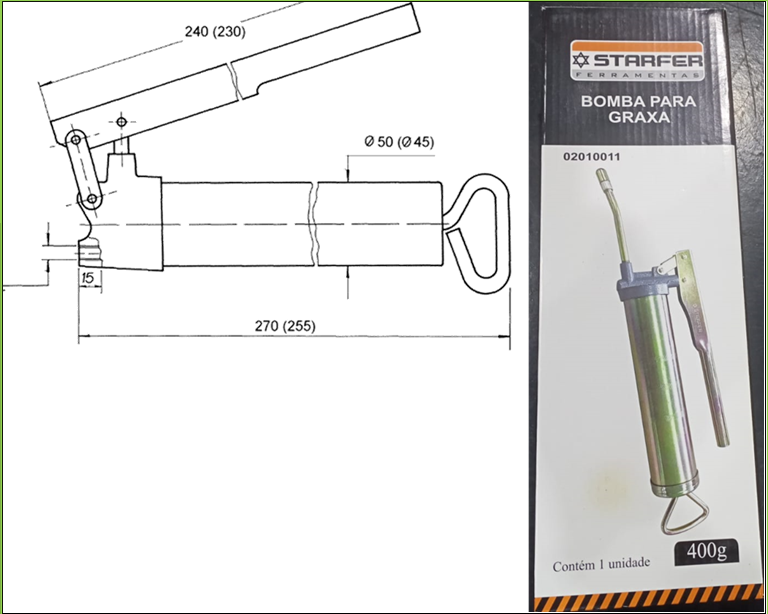 240 (230)
Ø 50 (Ø 45)
15
270 (255)
STARFER
FERRAMENTAS
BOMBA PARA
GRAXA
02010011
Contém 1 unidade
400g